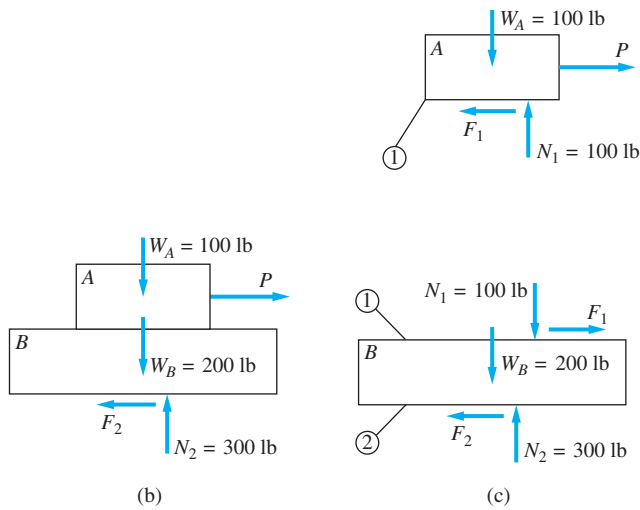 W_A = 100 lb
A
P
F_1
1
N_1 = 100 lb
W_A = 100 lb
A
P
B
W_B = 200 lb
F_2
N_2 = 300 lb
(b)
N_1 = 100 lb
1
F_1
B
W_B = 200 lb
F_2
2
N_2 = 300 lb
(c)